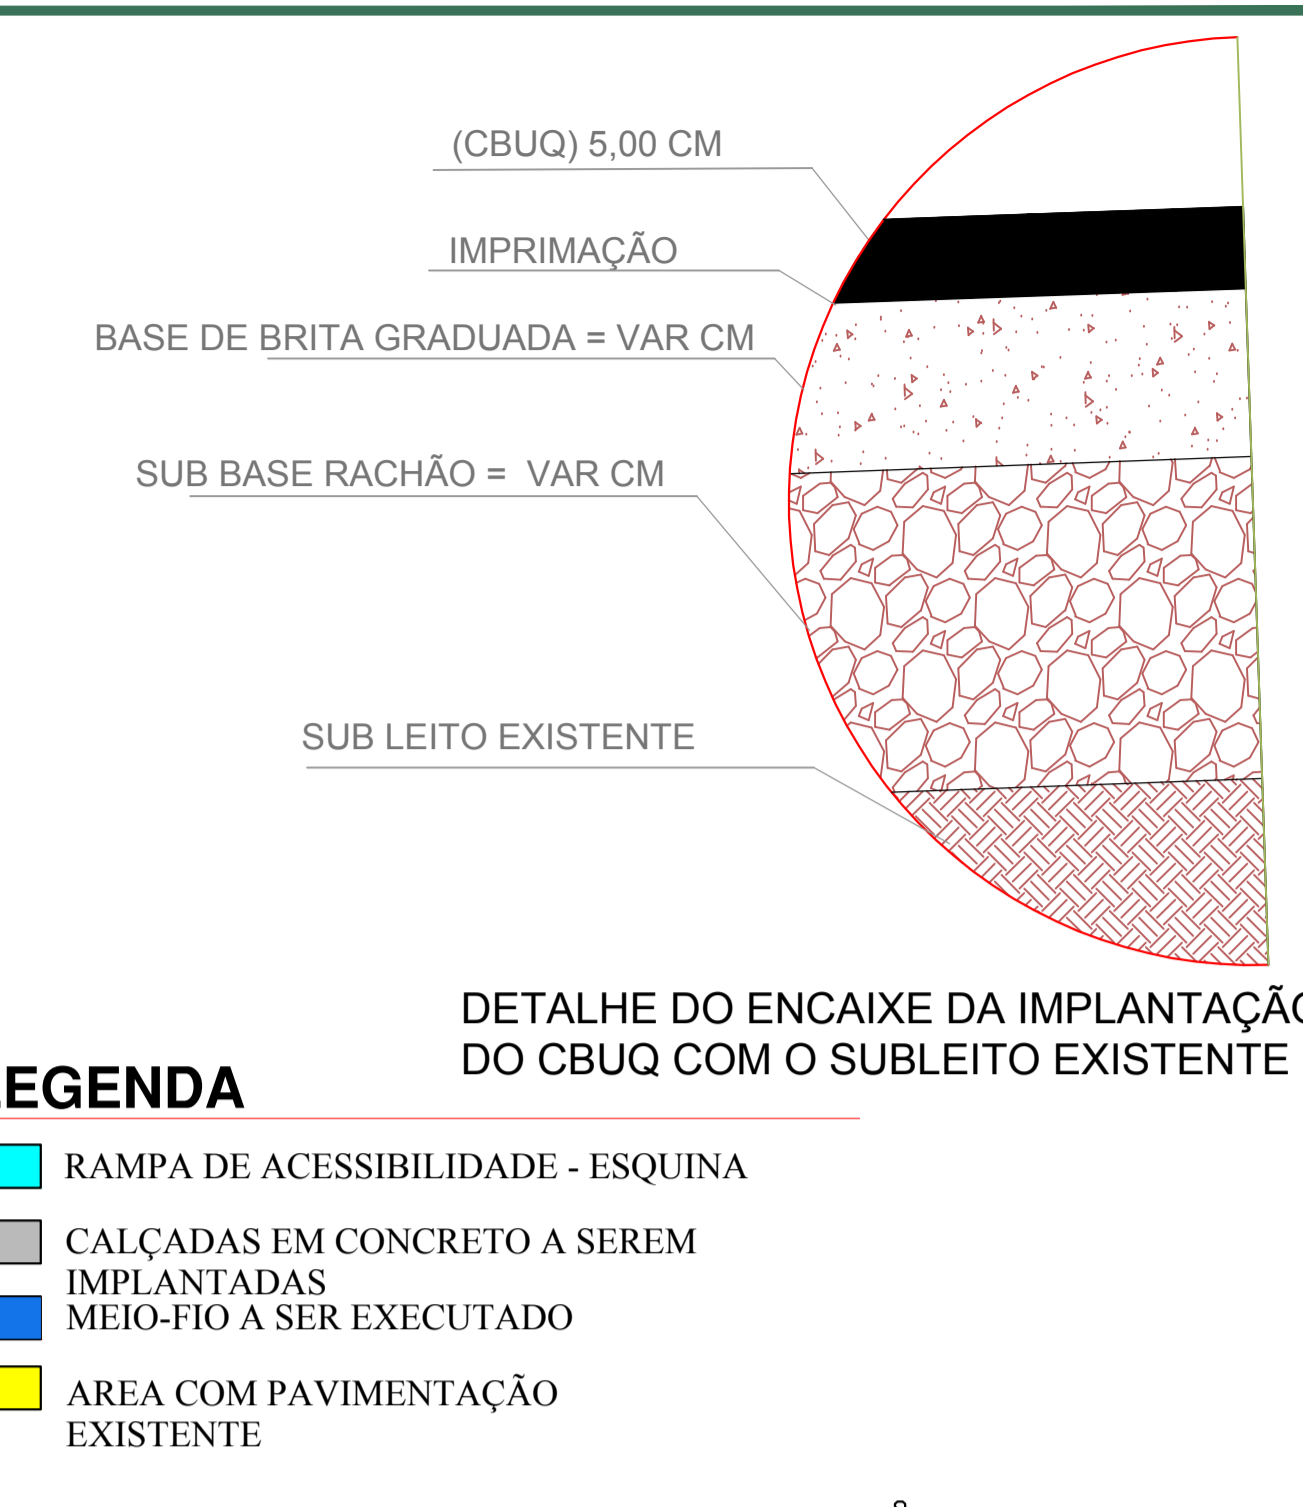 (CBUQ) 5,00 CM
IMPRIMAÇÃO
BASE DE BRITA GRADUADA = VAR CM
SUB BASE RACHÃO = VAR CM
SUB LEITO EXISTENTE
DETALHE DO ENCAIXE DA IMPLANTAÇÃO
DO CBUQ COM O SUBLEITO EXISTENTE
LEGENDA
RAMPA DE ACESSIBILIDADE - ESQUINA
CALÇADAS EM CONCRETO A SEREM
IMPLANTADAS
MEIO-FIO A SER EXECUTADO
AREA COM PAVIMENTAÇÃO
EXISTENTE